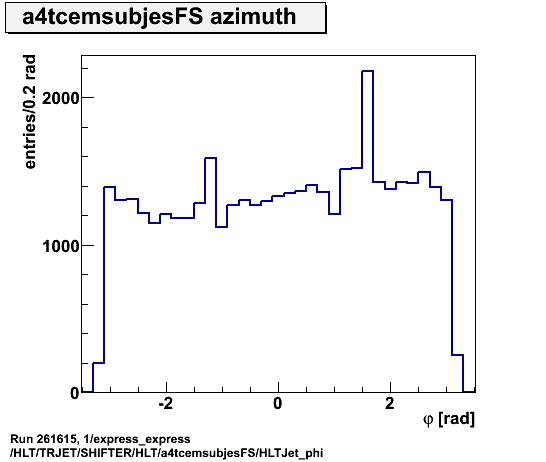 a4tcemsubjesFS azimuth
entries/0.2 rad
2000
1000
0
-2 0 2
φ [rad]
Run 261615, 1/express_express
/HLT/TRJET/SHIFTER/HLT/a4tcemsubjesFS/HLTJet_phi